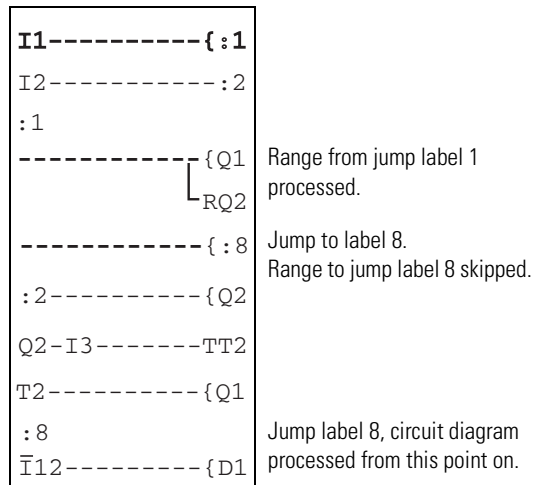 I1----------{:1
I2-----------:2
:1
------------{Q1
RQ2
Range from jump label 1
processed.
------------{:8
Jump to label 8.
Range to jump label 8 skipped.
:2----------{Q2
Q2-I3-------TT2
T2----------{Q1
:8
I̅12---------{D1
Jump label 8, circuit diagram
processed from this point on.